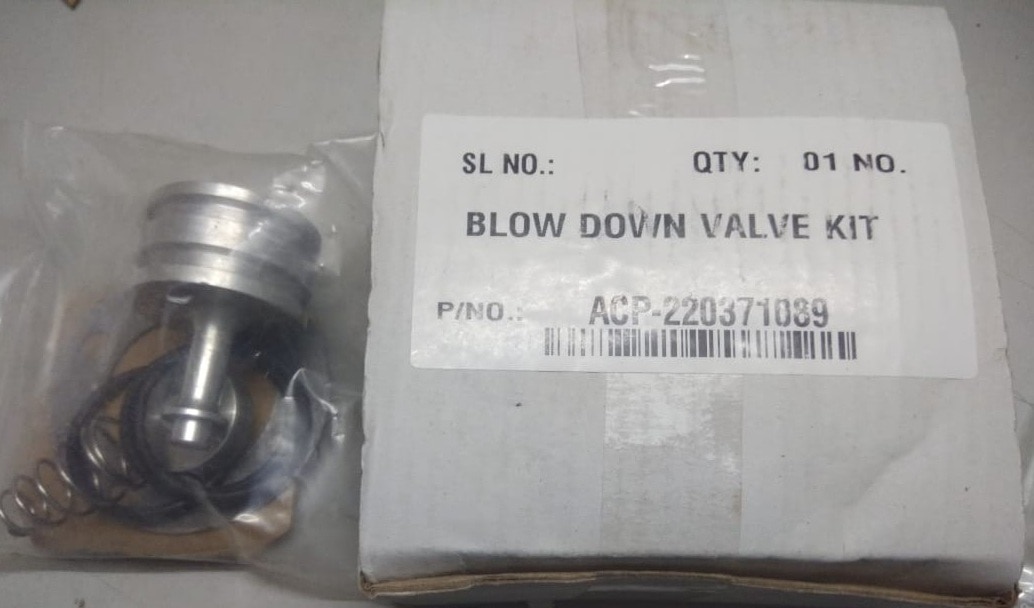 SL NO.: QTY: 01 NO.
BLOW DOWN VALVE KIT
P/NO.: ACP-220371089